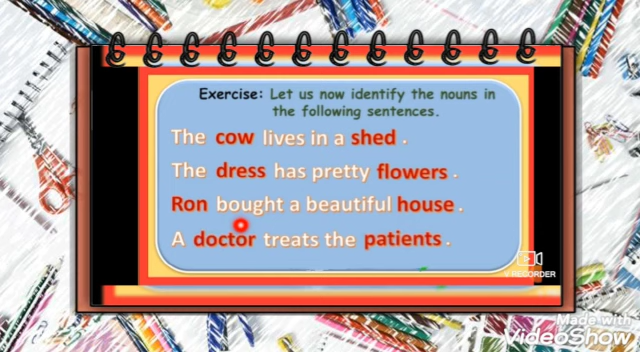 Exercise: Let us now identify the nouns in
the following sentences.
The cow lives in a shed .
The dress has pretty flowers .
Ron bought a beautiful house .
A doctor treats the patients .
RECORDER
Made with
VideoShow